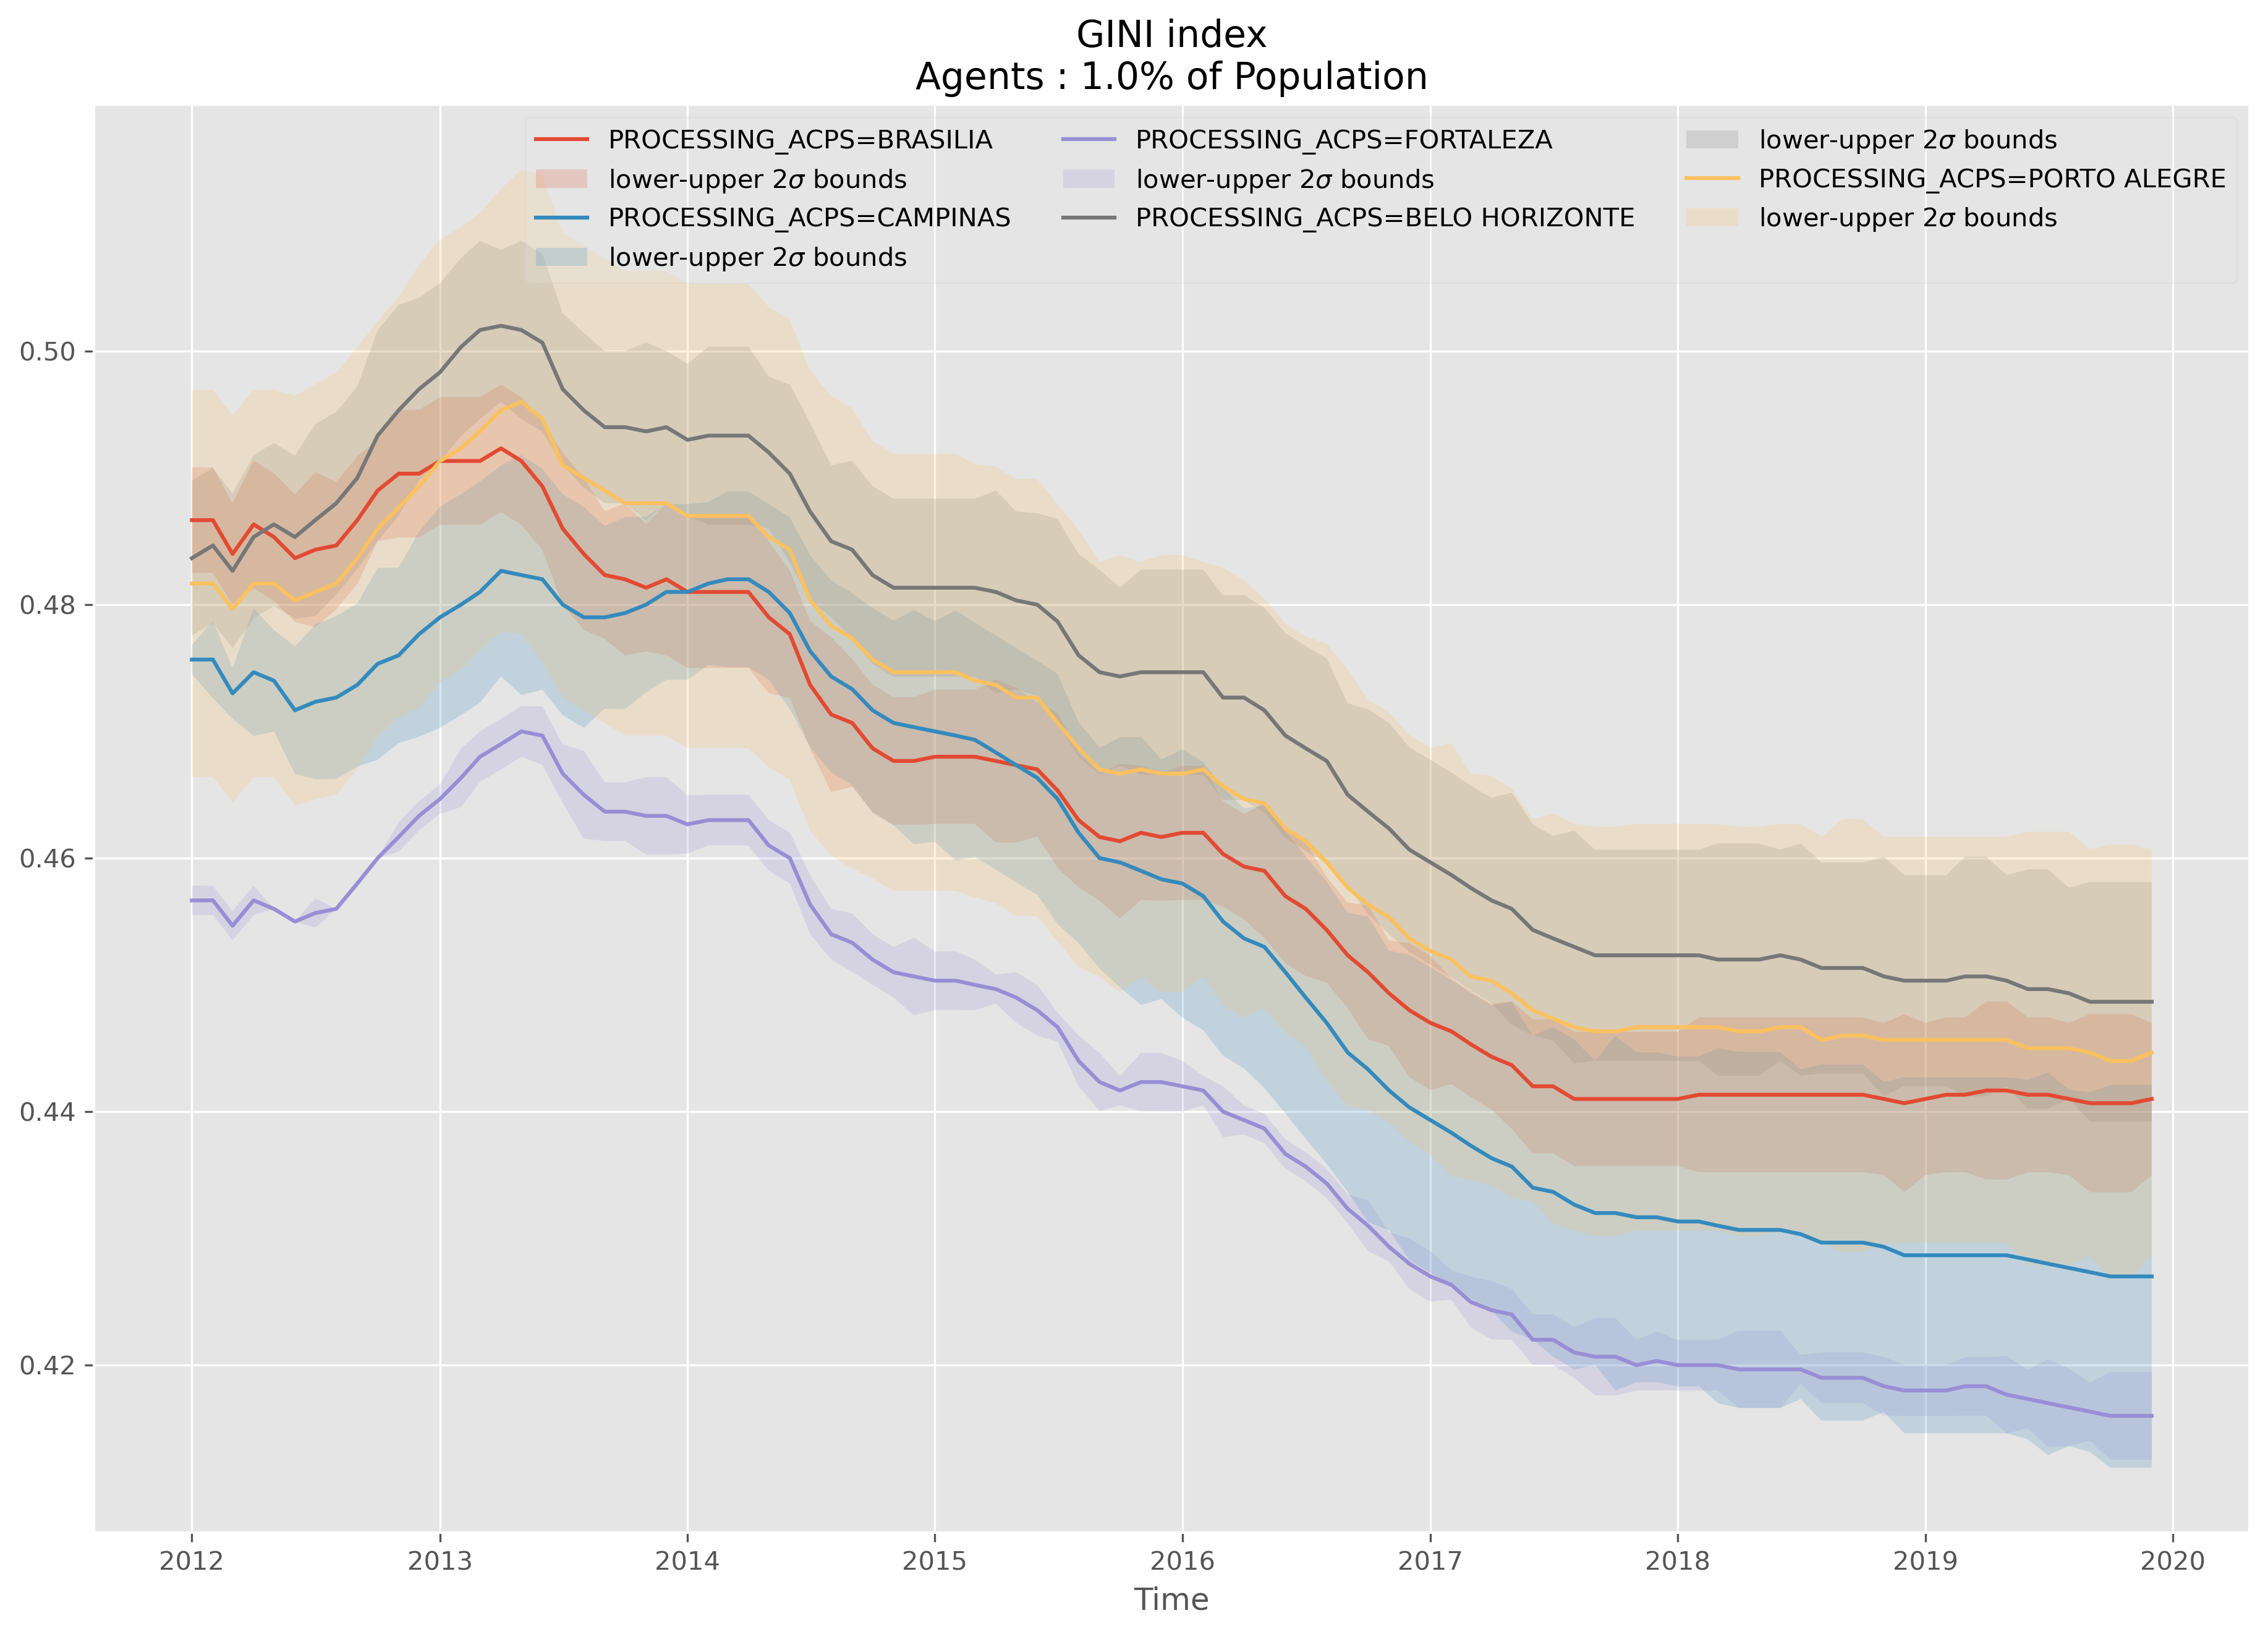 GINI index
Agents : 1.0% of Population
PROCESSING_ACPS=BRASILIA
lower-upper 2σ bounds
PROCESSING_ACPS=CAMPINAS
lower-upper 2σ bounds
PROCESSING_ACPS=FORTALEZA
lower-upper 2σ bounds
PROCESSING_ACPS=BELO HORIZONTE
lower-upper 2σ bounds
PROCESSING_ACPS=PORTO ALEGRE
lower-upper 2σ bounds
0.50
0.48
0.46
0.44
0.42
2012 2013 2014 2015 2016 2017 2018 2019 2020
Time